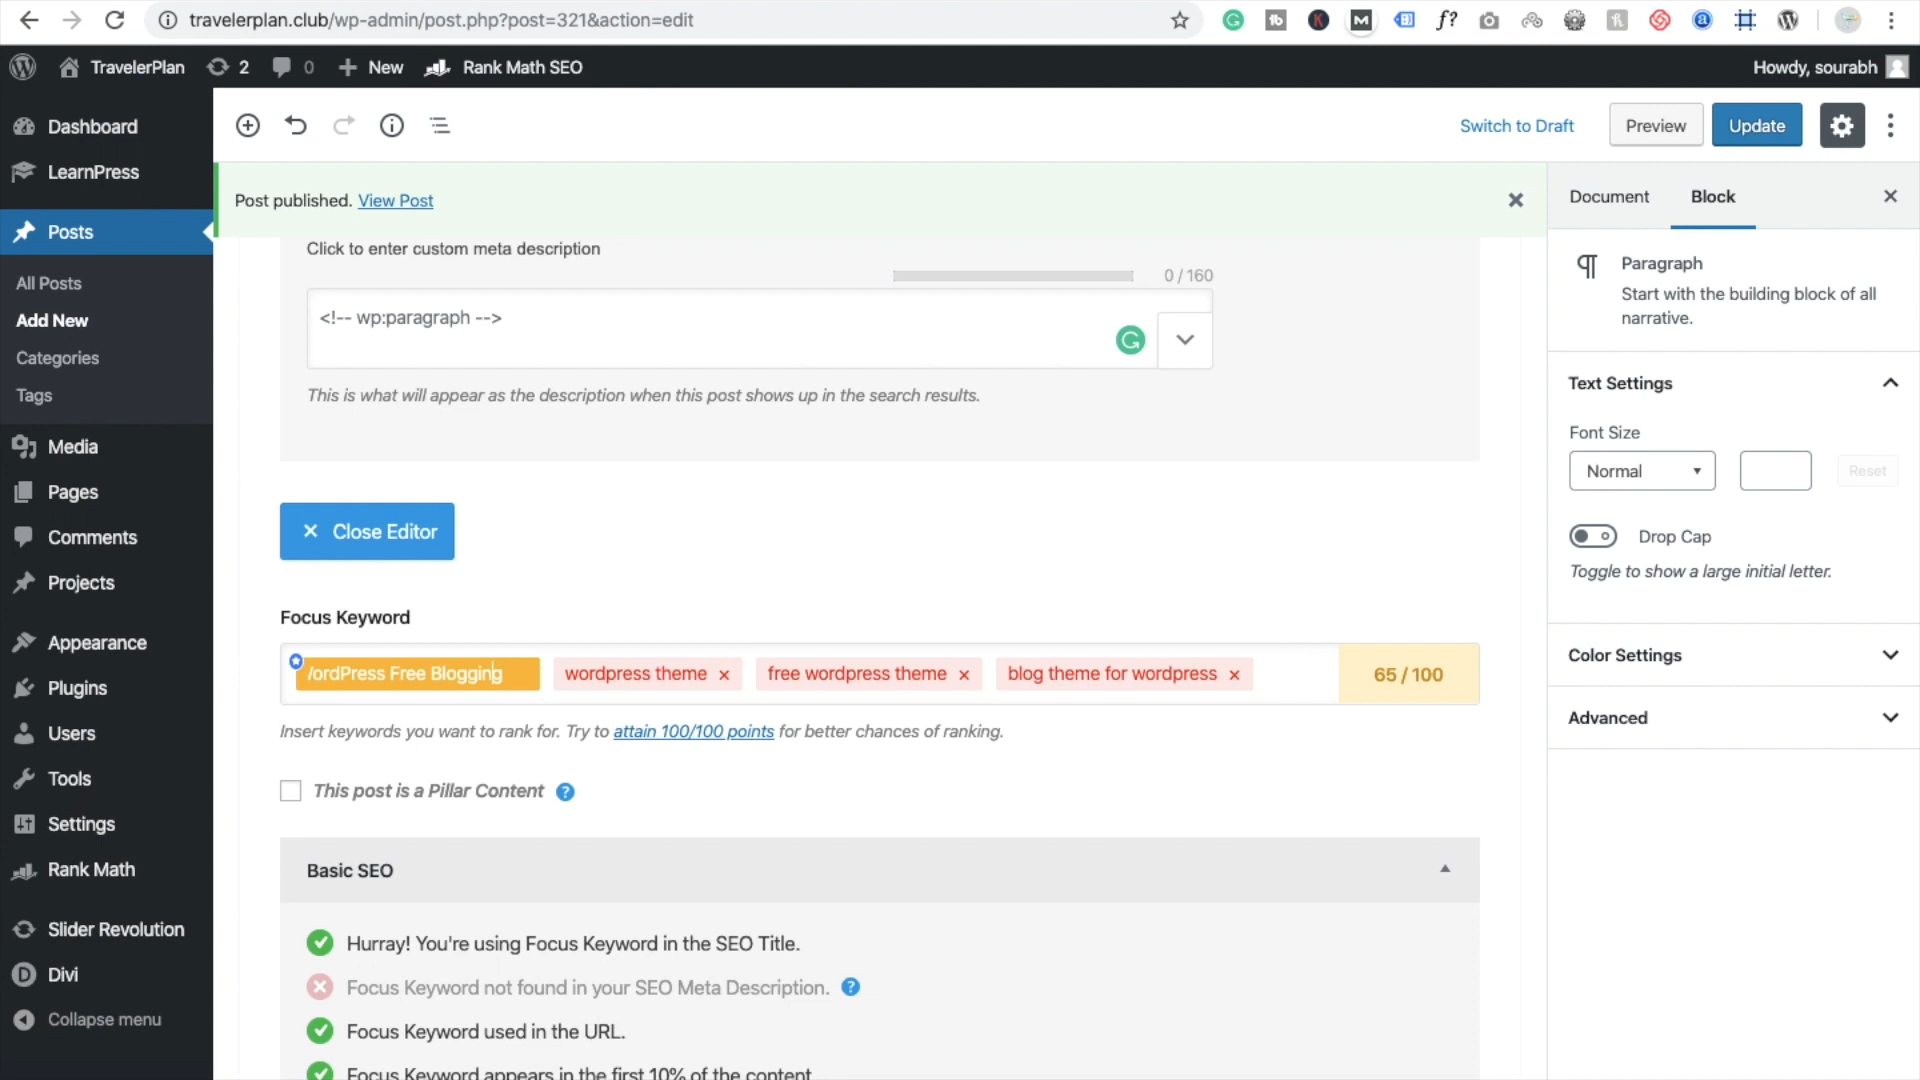 travelerplan.club/wp-admin/post.php?post=321&action=edit
TravelerPlan 2 0 New Rank Math SEO Howdy, sourabh
Dashboard
LearnPress
Posts
All Posts
Add New
Categories
Tags
Media
Pages
Comments
Projects
Appearance
Plugins
Users
Tools
Settings
Rank Math
Slider Revolution
Divi
Collapse menu
Switch to Draft Preview Update
Post published. View Post
Click to enter custom meta description
0 / 160
<!-- wp:paragraph -->
This is what will appear as the description when this post shows up in the search results.
Close Editor
Focus Keyword
/ordPress Free Blogging wordpress theme × free wordpress theme × blog theme for wordpress × 65 / 100
Insert keywords you want to rank for. Try to attain 100/100 points for better chances of ranking.
This post is a Pillar Content ?
Basic SEO
Hurray! You're using Focus Keyword in the SEO Title.
Focus Keyword not found in your SEO Meta Description. ?
Focus Keyword used in the URL.
Focus Keyword appears in the first 10% of the content.
Document Block
Paragraph
Start with the building block of all
narrative.
Text Settings
Font Size
Normal Reset
Drop Cap
Toggle to show a large initial letter.
Color Settings
Advanced